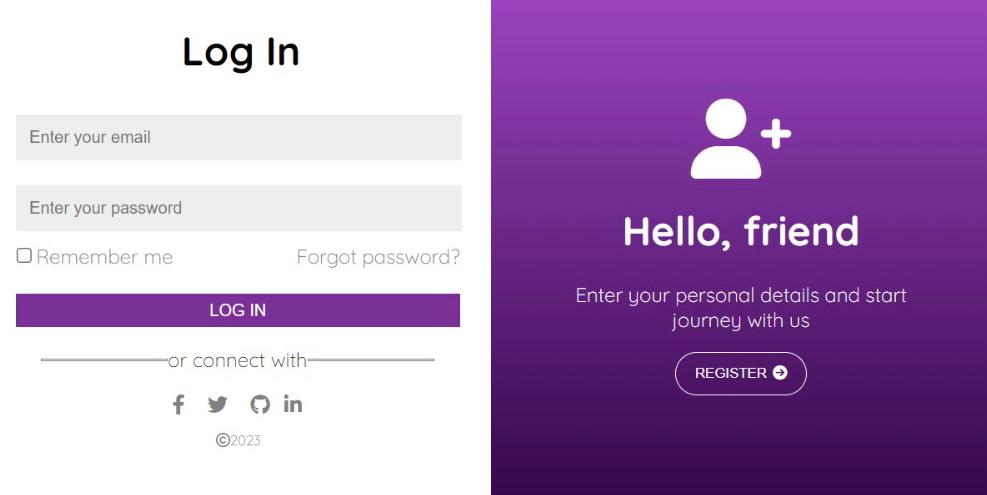 Log In
Enter your email
Enter your password
Remember me
Forgot password?
LOG IN
or connect with
©2023
Hello, friend
Enter your personal details and start
journey with us
REGISTER